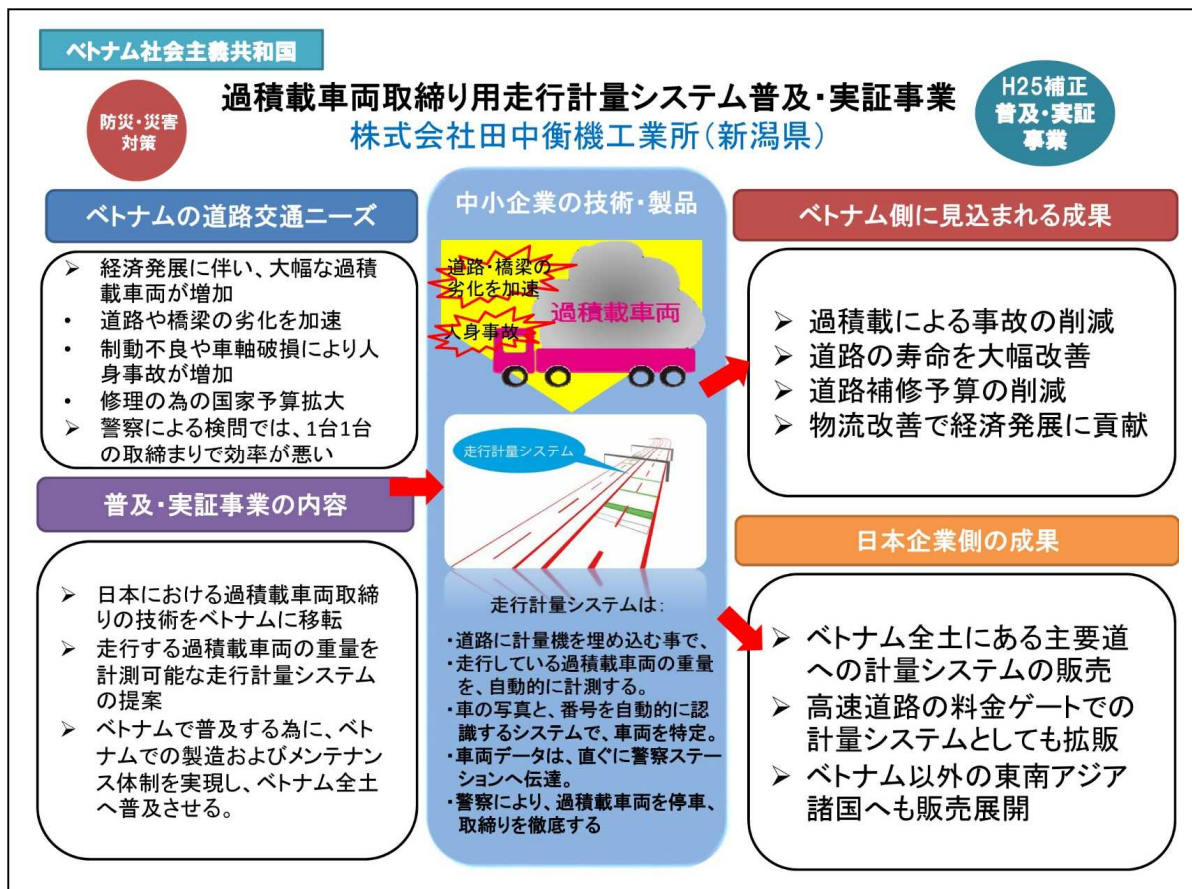 ベトナム社会主義共和国
防災・災害
対策
過積載車両取締り用走行計量システム普及・実証事業
株式会社田中衡機工業所(新潟県)
H25補正
普及・実証
事業
ベトナムの道路交通ニーズ
➢ 経済発展に伴い、大幅な過積
載車両が増加
• 道路や橋梁の劣化を加速
• 制動不良や車軸破損により人
身事故が増加
• 修理の為の国家予算拡大
➢ 警察による検問では、1台1台
の取締まりで効率が悪い
普及・実証事業の内容
➢ 日本における過積載車両取締
りの技術をベトナムに移転
➢ 走行する過積載車両の重量を
計測可能な走行計量システム
の提案
➢ ベトナムで普及する為に、ベト
ナムでの製造およびメンテナン
ス体制を実現し、ベトナム全土
へ普及させる。
中小企業の技術・製品
道路・橋梁の
劣化を加速
過積載車両
人身事故
走行計量システム
走行計量システムは:
・道路に計量機を埋め込む事で、
・走行している過積載車両の重量
を、自動的に計測する。
・車の写真と、番号を自動的に認
識するシステムで、車両を特定。
・車両データは、直ぐに警察ステー
ションへ伝達。
・警察により、過積載車両を停車、
取締りを徹底する
ベトナム側に見込まれる成果
➢ 過積載による事故の削減
➢ 道路の寿命を大幅改善
➢ 道路補修予算の削減
➢ 物流改善で経済発展に貢献
日本企業側の成果
➢ ベトナム全土にある主要道
への計量システムの販売
➢ 高速道路の料金ゲートでの
計量システムとしても拡販
➢ ベトナム以外の東南アジア
諸国へも販売展開